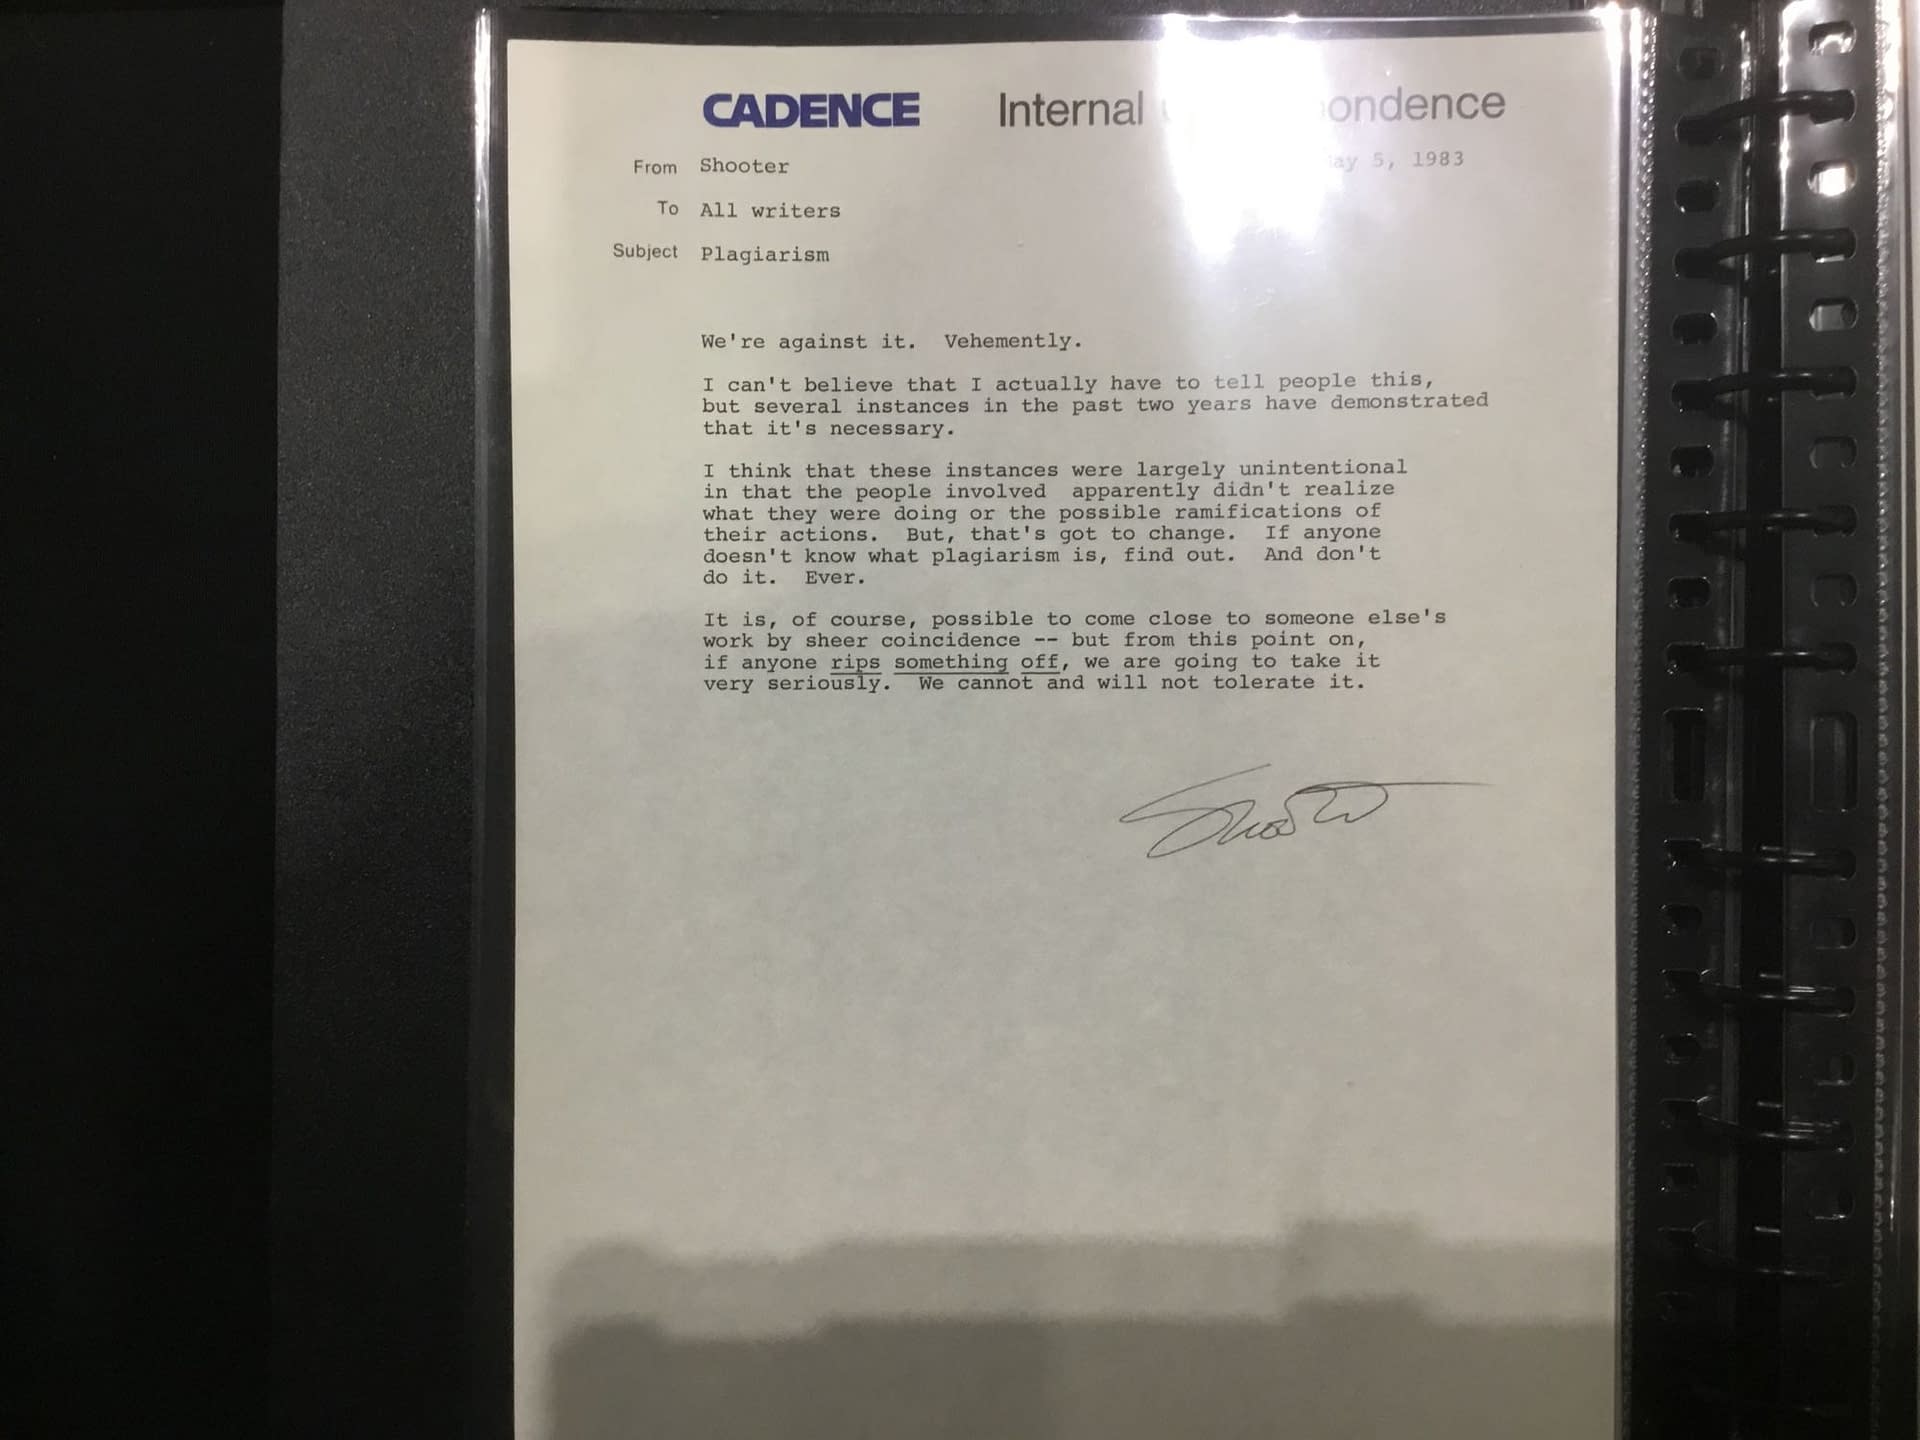 CADENCE Internal
From Shooter 5, 1983
To All writers
Subject Plagiarism
We're against it.  Vehemently.
I can't believe that I actually have to tell people this,
but several instances in the past two years have demonstrated
that it's necessary.
I think that these instances were largely unintentional
in that the people involved  apparently didn't realize
what they were doing or the possible ramifications of
their actions.  But, that's got to change.  If anyone
doesn't know what plagiarism is, find out.  And don't
do it.  Ever.
It is, of course, possible to come close to someone else's
work by sheer coincidence -- but from this point on,
if anyone rips something off, we are going to take it
very seriously.  We cannot and will not tolerate it.
Shooter